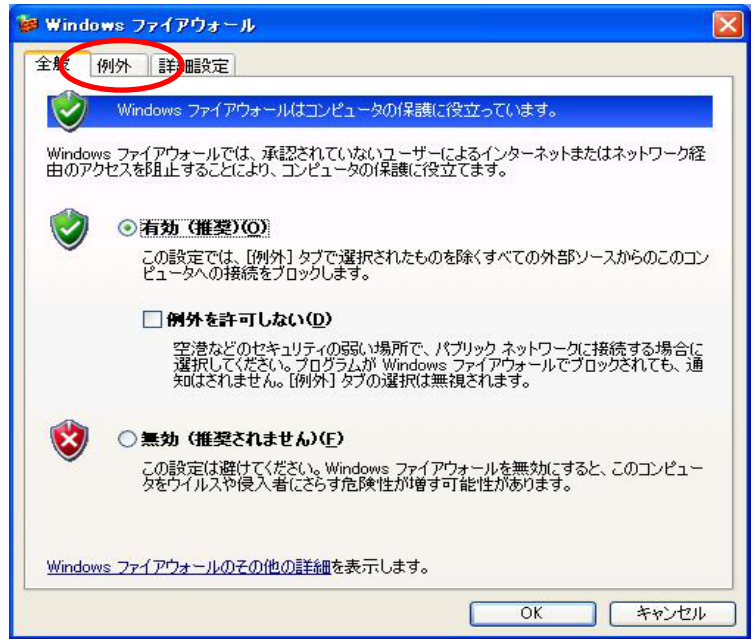 Windows ファイアウォール
全般 例外 詳細設定
Windows ファイアウォールはコンピュータの保護に役立っています。
Windows ファイアウォールでは、承認されていないユーザーによるインターネットまたはネットワーク経
由のアクセスを阻止することにより、コンピュータの保護に役立てます。
有効 (推奨)(O)
この設定では、[例外] タブで選択されたものを除くすべての外部ソースからのこのコン
ピュータへの接続をブロックします。
例外を許可しない(D)
空港などのセキュリティの弱い場所で、パブリック ネットワークに接続する場合に
選択してください。プログラムが Windows ファイアウォールでブロックされても、通
知はされません。[例外] タブの選択は無視されます。
無効 (推奨されません)(F)
この設定は避けてください。Windows ファイアウォールを無効にすると、このコンピュー
タをウイルスや侵入者にさらす危険性が増す可能性があります。
Windows ファイアウォールのその他の詳細を表示します。
OK キャンセル